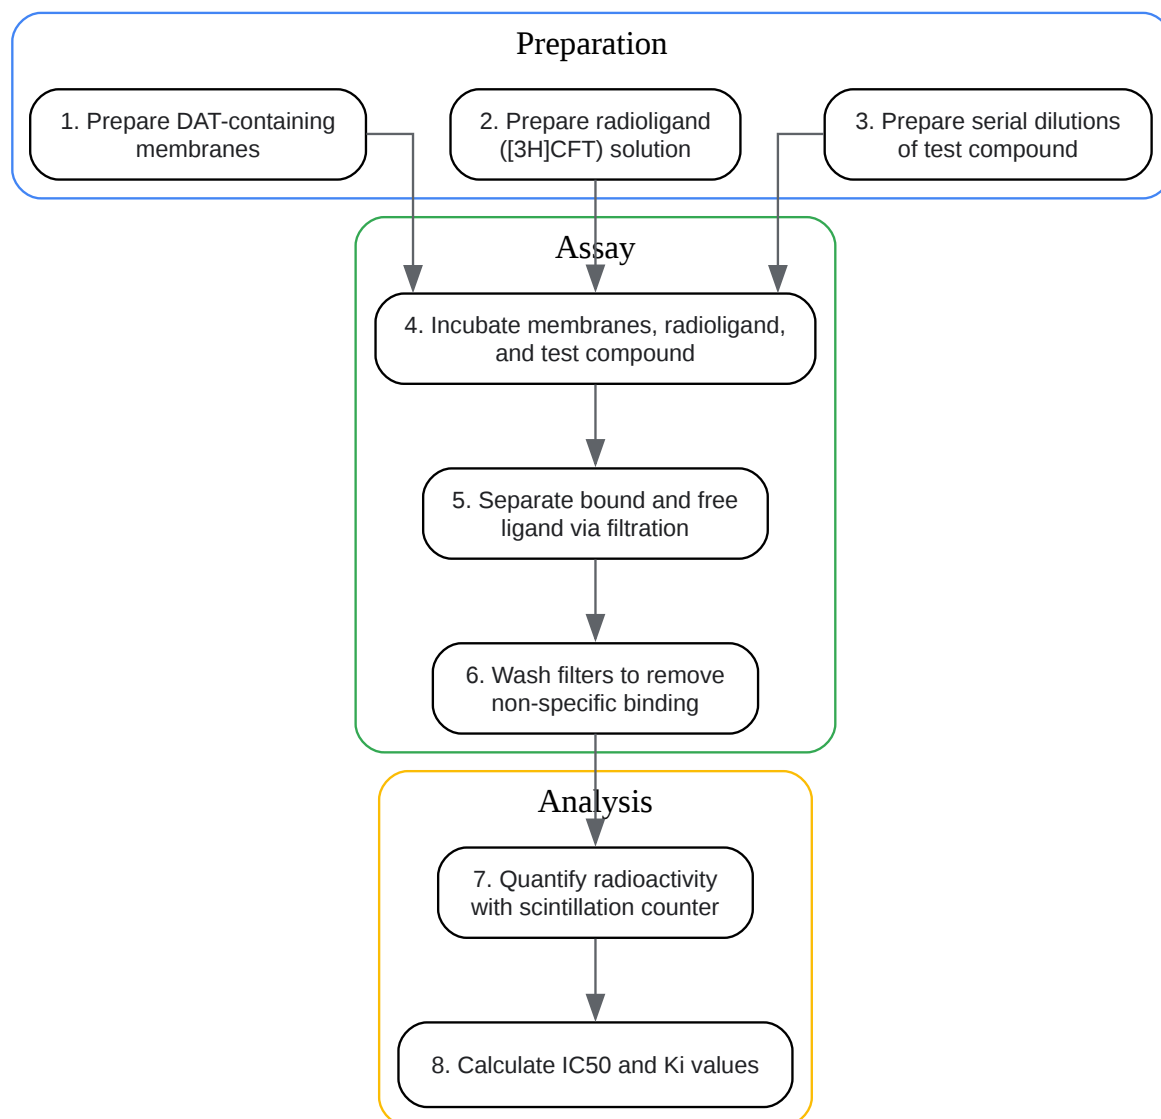 Preparation
1. Prepare DAT-containing
membranes
2. Prepare radioligand
([3H]CFT) solution
3. Prepare serial dilutions
of test compound
Assay
4. Incubate membranes, radioligand,
and test compound
5. Separate bound and free
ligand via filtration
6. Wash filters to remove
non-specific binding
Analysis
7. Quantify radioactivity
with scintillation counter
8. Calculate IC50 and Ki values